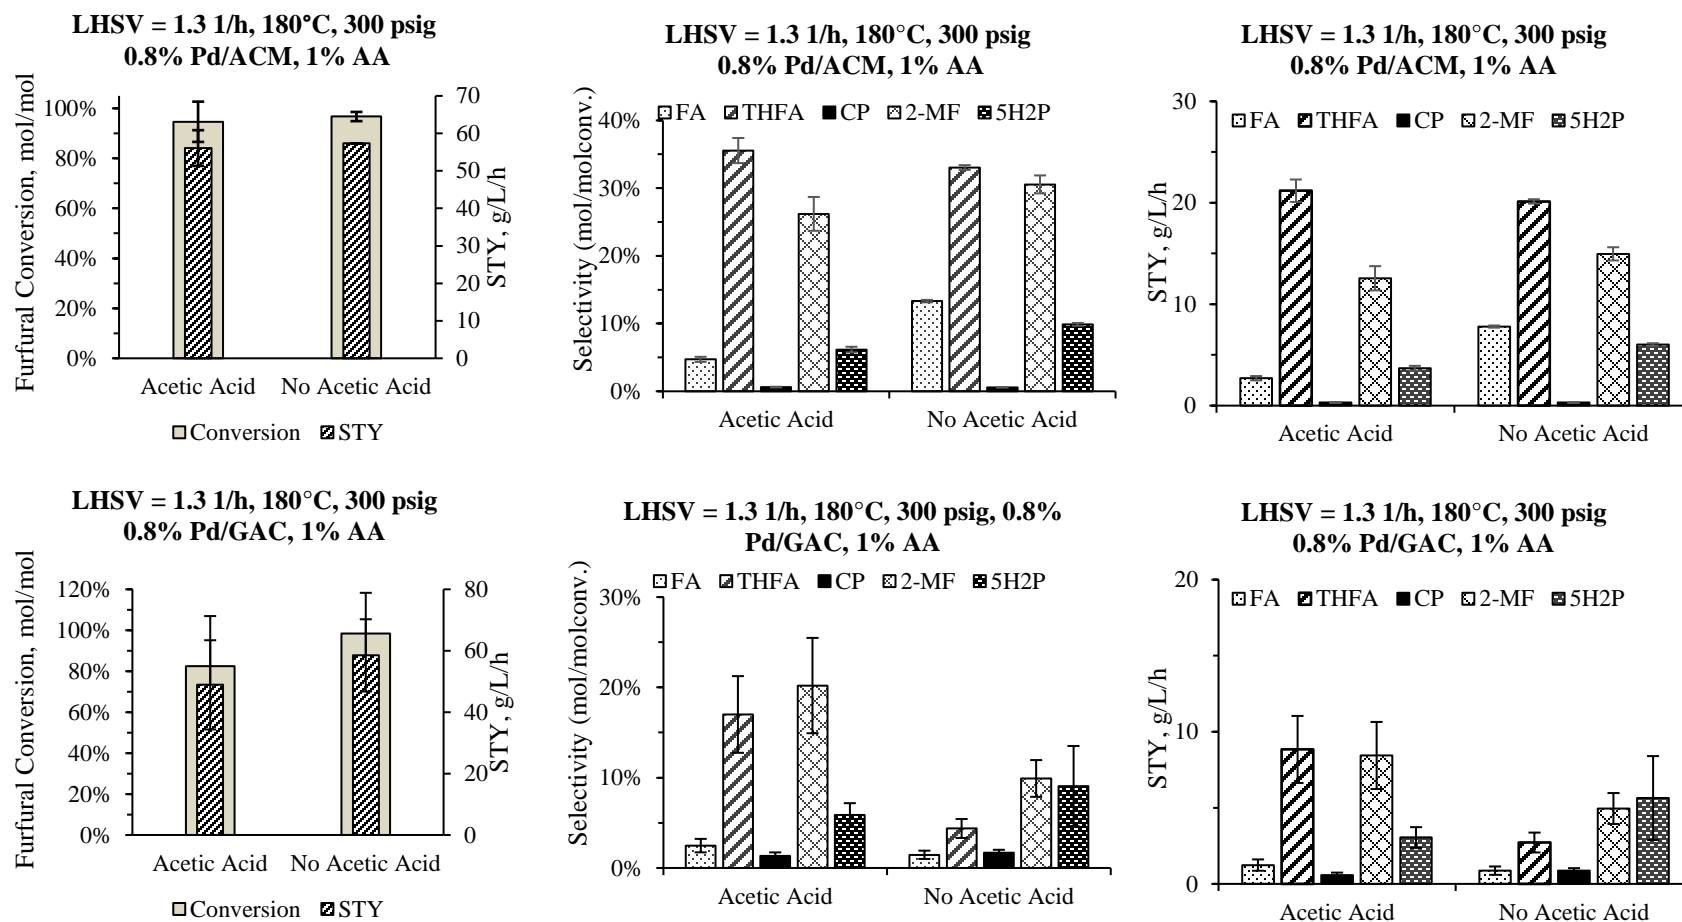 LHSV = 1.3 1/h, 180°C, 300 psig
0.8% Pd/ACM, 1% AA
Furfural Conversion, mol/mol
100%
80%
60%
40%
20%
0%
70
60
50
40
30
20
10
0
STY, g/L/h
Acetic Acid
No Acetic Acid
Conversion
STY
LHSV = 1.3 1/h, 180°C, 300 psig
0.8% Pd/ACM, 1% AA
FA THFA CP 2-MF 5H2P
Selectivity (mol/molconv.)
40%
30%
20%
10%
0%
Acetic Acid
No Acetic Acid
LHSV = 1.3 1/h, 180°C, 300 psig
0.8% Pd/ACM, 1% AA
FA THFA CP 2-MF 5H2P
STY, g/L/h
30
20
10
0
Acetic Acid
No Acetic Acid
LHSV = 1.3 1/h, 180°C, 300 psig
0.8% Pd/GAC, 1% AA
Furfural Conversion, mol/mol
120%
100%
80%
60%
40%
20%
0%
80
60
40
20
0
STY, g/L/h
Acetic Acid
No Acetic Acid
Conversion
STY
LHSV = 1.3 1/h, 180°C, 300 psig, 0.8%
Pd/GAC, 1% AA
FA THFA CP 2-MF 5H2P
Selectivity (mol/molconv.)
30%
20%
10%
0%
Acetic Acid
No Acetic Acid
LHSV = 1.3 1/h, 180°C, 300 psig
0.8% Pd/GAC, 1% AA
FA THFA CP 2-MF 5H2P
STY, g/L/h
20
10
0
Acetic Acid
No Acetic Acid